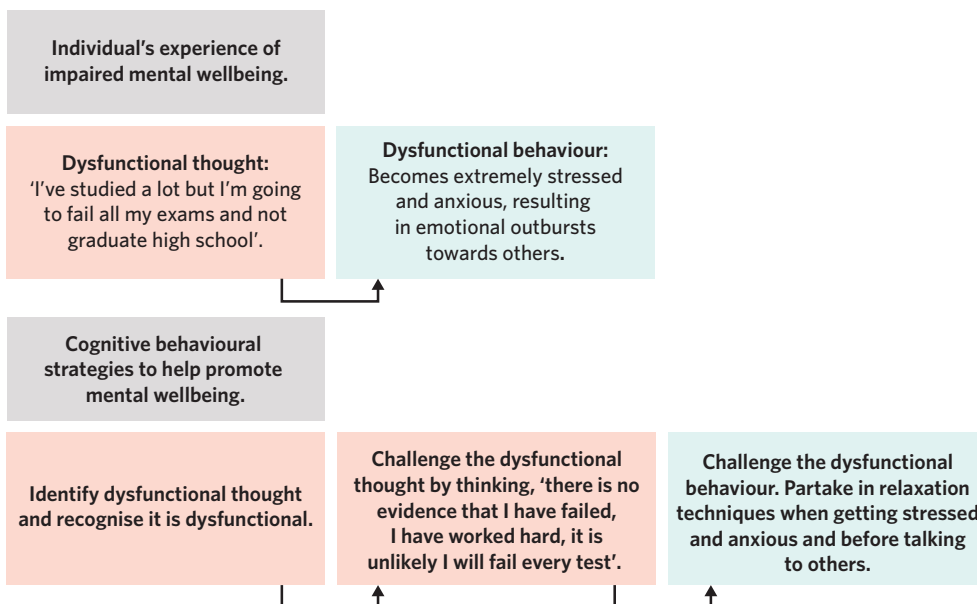 Individual's experience of
impaired mental wellbeing.
Dysfunctional thought:
'I've studied a lot but I'm going
to fail all my exams and not
graduate high school'.
Dysfunctional behaviour:
Becomes extremely stressed
and anxious, resulting
in emotional outbursts
towards others.
Cognitive behavioural
strategies to help promote
mental wellbeing.
Identify dysfunctional thought
and recognise it is dysfunctional.
Challenge the dysfunctional
thought by thinking, 'there is no
evidence that I have failed,
I have worked hard, it is
unlikely I will fail every test'.
Challenge the dysfunctional
behaviour. Partake in relaxation
techniques when getting stressed
and anxious and before talking
to others.